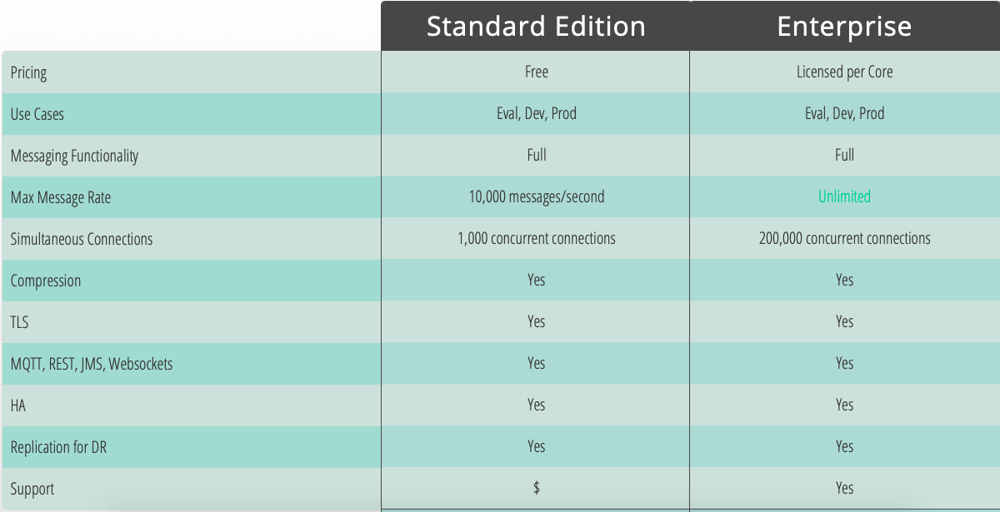 Standard Edition Enterprise
Pricing Free Licensed per Core
Use Cases Eval, Dev, Prod Eval, Dev, Prod
Messaging Functionality Full Full
Max Message Rate 10,000 messages/second Unlimited
Simultaneous Connections 1,000 concurrent connections 200,000 concurrent connections
Compression Yes Yes
TLS Yes Yes
MQTT, REST, JMS, Websockets Yes Yes
HA Yes Yes
Replication for DR Yes Yes
Support $ Yes